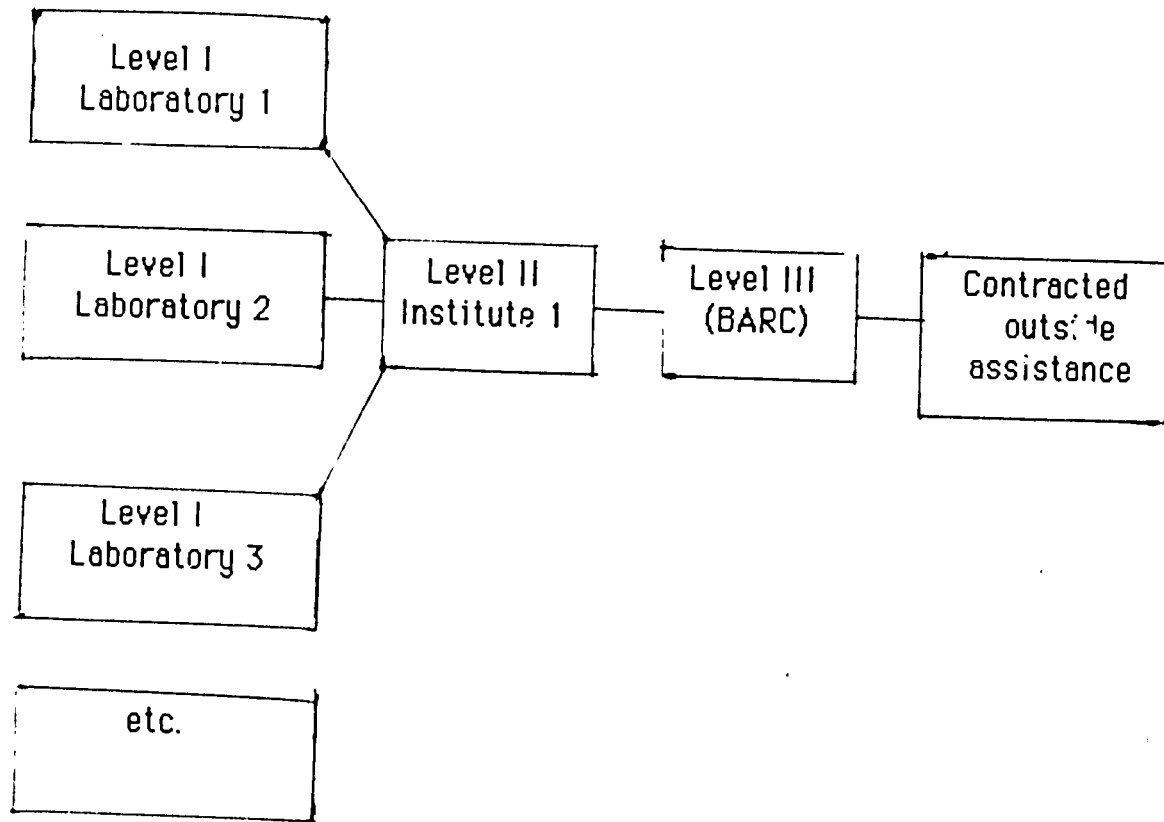 Level I
Laboratory 1
Level I
Laboratory 2
Level II
Institute 1
Level III
(BARC)
Contracted
outside
assistance
Level I
Laboratory 3
etc.